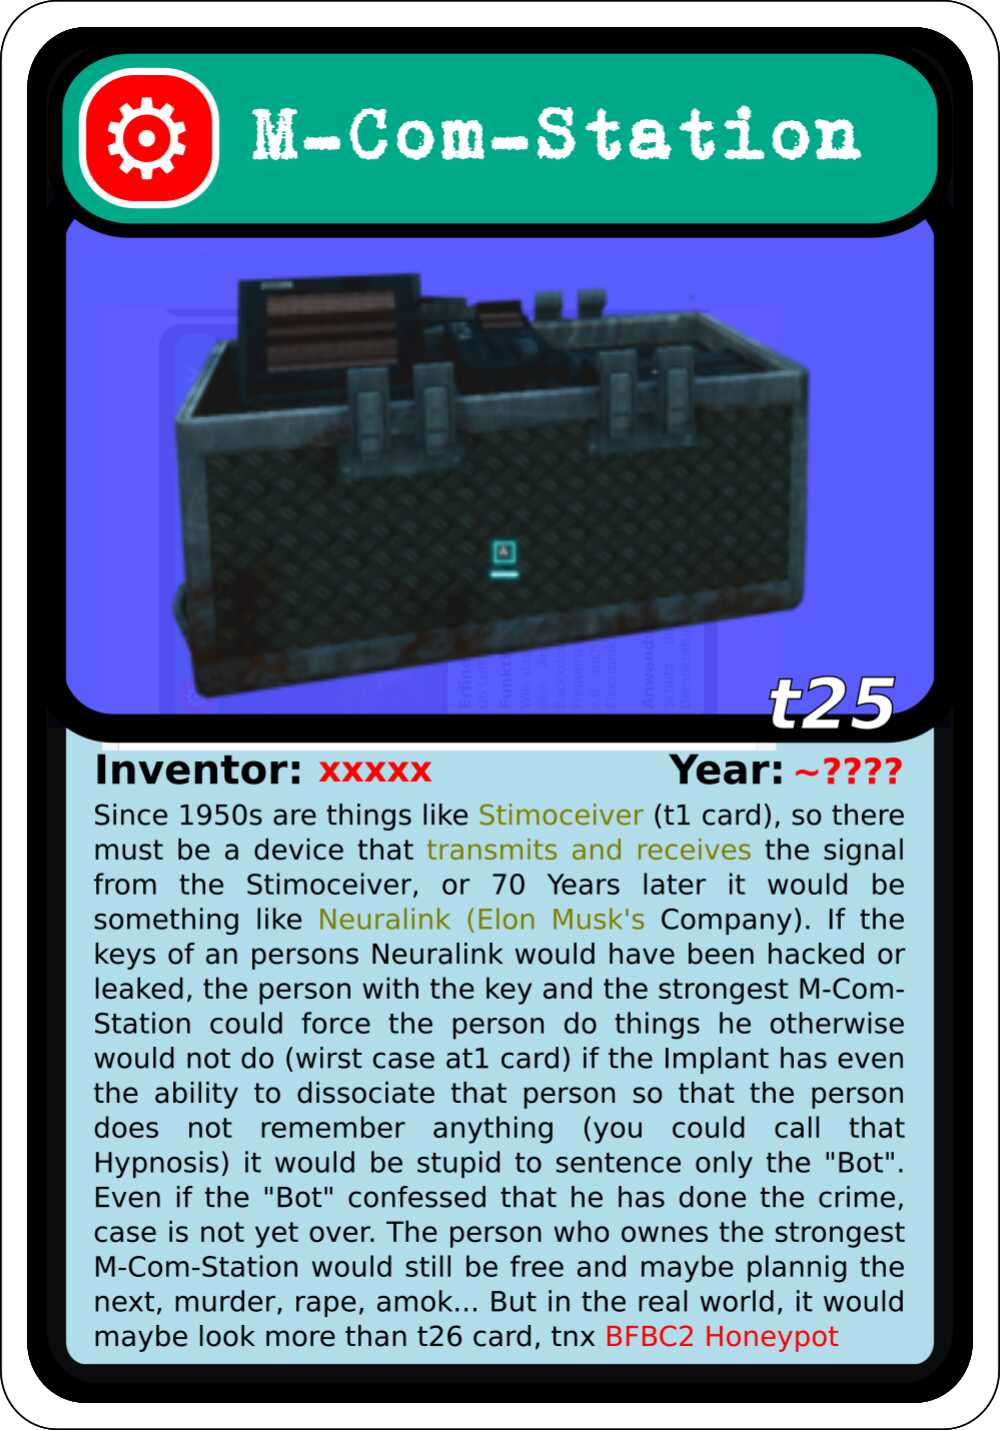 M-Com-Station
t25
Inventor: xxxxx Year: ~????
Since 1950s are things like Stimoceiver (t1 card), so there
must be a device that transmits and receives the signal
from the Stimoceiver, or 70 Years later it would be
something like Neuralink (Elon Musk's Company). If the
keys of an persons Neuralink would have been hacked or
leaked, the person with the key and the strongest M-Com-
Station could force the person do things he otherwise
would not do (wirst case at1 card) if the Implant has even
the ability to dissociate that person so that the person
does not remember anything (you could call that
Hypnosis) it would be stupid to sentence only the "Bot".
Even if the "Bot" confessed that he has done the crime,
case is not yet over. The person who ownes the strongest
M-Com-Station would still be free and maybe plannig the
next, murder, rape, amok... But in the real world, it would
maybe look more than t26 card, tnx BFBC2 Honeypot